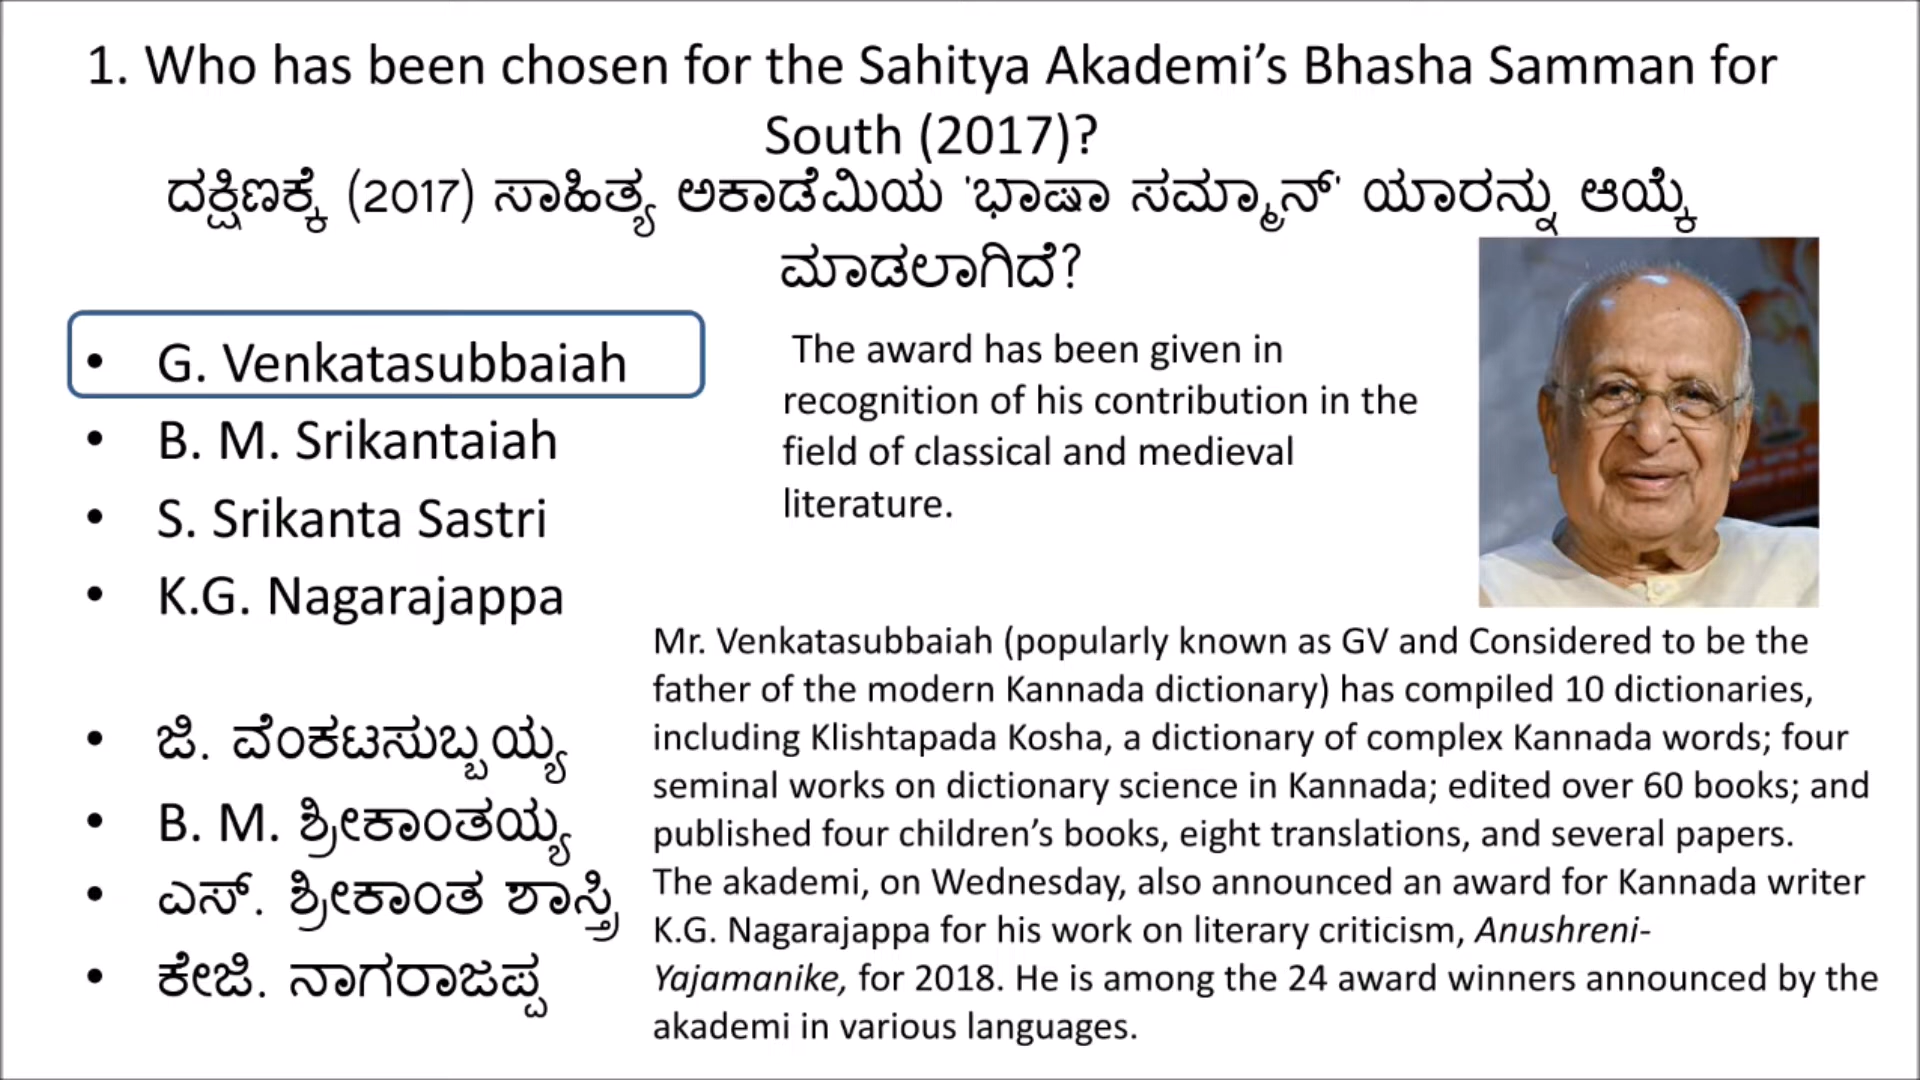 1. Who has been chosen for the Sahitya Akademi’s Bhasha Samman for
South (2017)?
ದಕ್ಷಿಣಕ್ಕೆ (2017) ಸಾಹಿತ್ಯ ಅಕಾಡೆಮಿಯ 'ಭಾಷಾ ಸಮ್ಮಾನ್' ಯಾರನ್ನು ಆಯ್ಕೆ
ಮಾಡಲಾಗಿದೆ?
• G. Venkatasubbaiah
• B. M. Srikantaiah
• S. Srikanta Sastri
• K.G. Nagarajappa
The award has been given in
recognition of his contribution in the
field of classical and medieval
literature.
• ಜಿ. ವೆಂಕಟಸುಬ್ಬಯ್ಯ
• B. M. ಶ್ರೀಕಾಂತಯ್ಯ
• ಎಸ್. ಶ್ರೀಕಾಂತ ಶಾಸ್ತ್ರಿ
• ಕೇಜಿ. ನಾಗರಾಜಪ್ಪ
Mr. Venkatasubbaiah (popularly known as GV and Considered to be the
father of the modern Kannada dictionary) has compiled 10 dictionaries,
including Klishtapada Kosha, a dictionary of complex Kannada words; four
seminal works on dictionary science in Kannada; edited over 60 books; and
published four children’s books, eight translations, and several papers.
The akademi, on Wednesday, also announced an award for Kannada writer
K.G. Nagarajappa for his work on literary criticism, Anushreni-
Yajamanike, for 2018. He is among the 24 award winners announced by the
akademi in various languages.